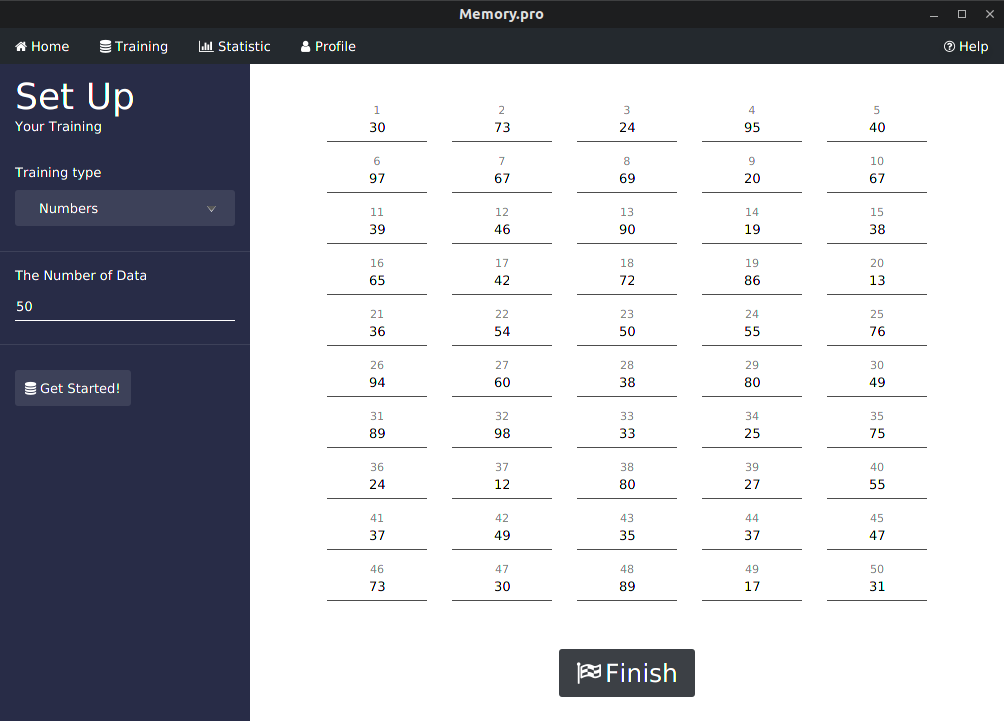 Memory.pro
Home Training Statistic Profile Help
Set Up
Your Training
Training type
Numbers
The Number of Data
50
Get Started!
1 2 3 4 5
30 73 24 95 40
6 7 8 9 10
97 67 69 20 67
11 12 13 14 15
39 46 90 19 38
16 17 18 19 20
65 42 72 86 13
21 22 23 24 25
36 54 50 55 76
26 27 28 29 30
94 60 38 80 49
31 32 33 34 35
89 98 33 25 75
36 37 38 39 40
24 12 80 27 55
41 42 43 44 45
37 49 35 37 47
46 47 48 49 50
73 30 89 17 31
Finish